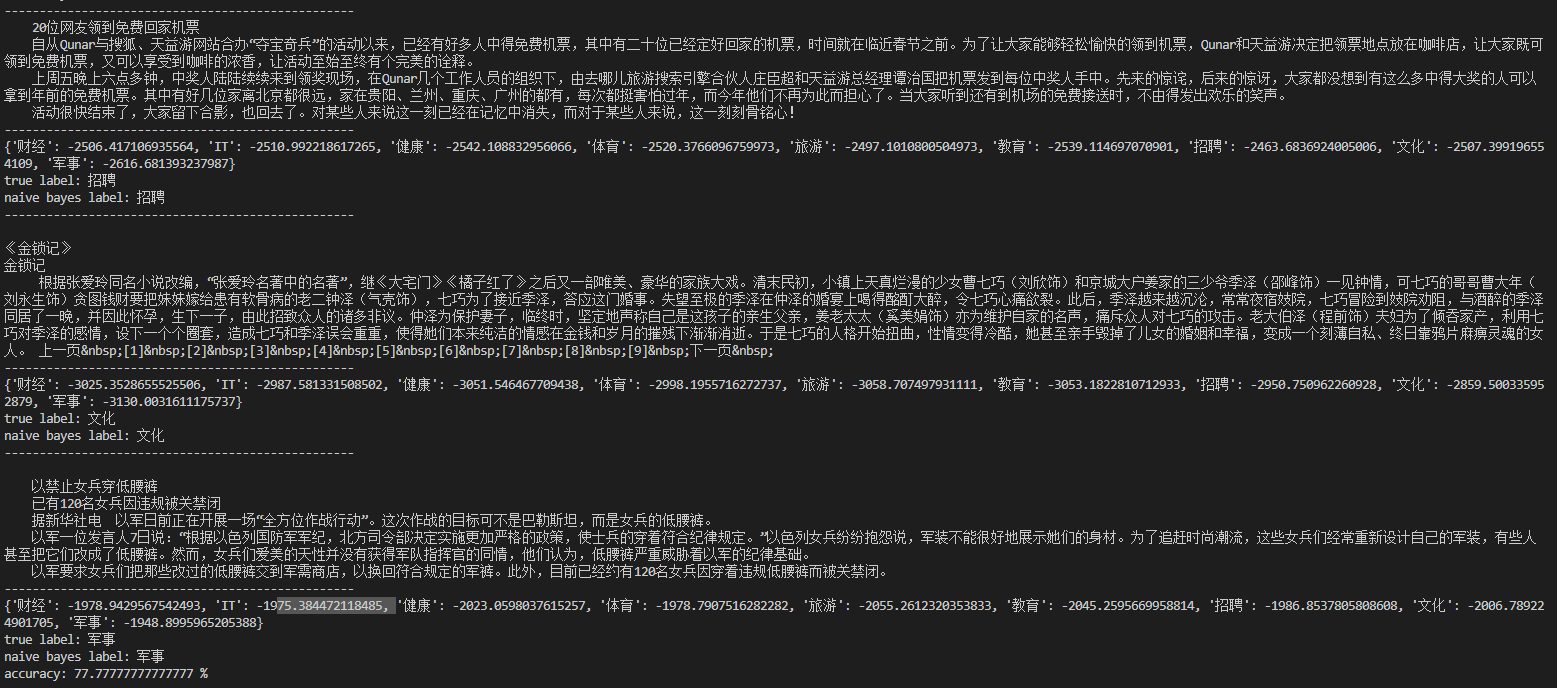 --------------------------------------------------
20位网友领到免费回家机票
自从Qunar与搜狐、天益游网站合办“夺宝奇兵”的活动以来，已经有好多人中得免费机票，其中有二十位已经定好回家的机票，时间就在临近春节之前。为了让大家能够轻松愉快的领到机票，Qunar和天益游决定把领票地点放在咖啡店，让大家既可
领到免费机票，又可以享受到咖啡的浓香，让活动至始至终有个完美的诠释。
上周五晚上六点多钟，中奖人陆陆续续来到领奖现场，在Qunar几个工作人员的组织下，由去哪儿旅游搜索引擎合伙人庄臣超和天益游总经理谭治国把机票发到每位中奖人手中。先来的惊诧，后来的惊讶，大家都没想到有这么多中得大奖的人可以
拿到年前的免费机票。其中有好几位家离北京都很远，家在贵阳、兰州、重庆、广州的都有，每次都挺害怕过年，而今年他们不再为此而担心了。当大家听到还有到机场的免费接送时，不由得发出欢乐的笑声。
活动很快结束了，大家留下合影，也回去了。对某些人来说这一刻已经在记忆中消失，而对于某些人来说，这一刻刻骨铭心！
--------------------------------------------------
{'财经': -2506.417106935564, 'IT': -2510.992218617265, '健康': -2542.108832956066, '体育': -2520.3766096759973, '旅游': -2497.1010800504973, '教育': -2539.114697070901, '招聘': -2463.6836924005006, '文化': -2507.39919655
4109, '军事': -2616.681393237987}
true label: 招聘
naive bayes label: 招聘
--------------------------------------------------
《金锁记》
金锁记
根据张爱玲同名小说改编，“张爱玲名著中的名著”，继《大宅门》《橘子红了》之后又一部唯美、豪华的家族大戏。清末民初，小镇上天真烂漫的少女曹七巧（刘欣饰）和京城大户姜家的三少爷季泽（邵峰饰）一见钟情，可七巧的哥哥曹大年（
刘永生饰）贪图钱财要把妹妹嫁给患有软骨病的老二钟泽（气壳饰），七巧为了接近季泽，答应这门婚事。失望至极的季泽在仲泽的婚宴上喝得酩酊大醉，令七巧心痛欲裂。此后，季泽越来越沉沦，常常夜宿妓院，七巧冒险到妓院劝阻，与酒醉的季泽
同居了一晚，并因此怀孕，生下一子，由此招致众人的诸多非议。仲泽为保护妻子，临终时，坚定地声称自己是这孩子的亲生父亲，姜老太太（奚美娟饰）亦为维护自家的名声，痛斥众人对七巧的攻击。老大伯泽（程前饰）夫妇为了倾吞家产，利用七
巧对季泽的感情，设下一个个圈套，造成七巧和季泽误会重重，使得她们本来纯洁的情感在金钱和岁月的摧残下渐渐消逝。于是七巧的人格开始扭曲，性情变得冷酷，她甚至亲手毁掉了儿女的婚姻和幸福，变成一个刻薄自私、终日靠鸦片麻痹灵魂的女
人。 上一页&nbsp;[1]&nbsp;[2]&nbsp;[3]&nbsp;[4]&nbsp;[5]&nbsp;[6]&nbsp;[7]&nbsp;[8]&nbsp;[9]&nbsp;下一页&nbsp;
--------------------------------------------------
{'财经': -3025.3528655525506, 'IT': -2987.581331508502, '健康': -3051.546467709438, '体育': -2998.1955716272737, '旅游': -3058.707497931111, '教育': -3053.1822810712933, '招聘': -2950.750962260928, '文化': -2859.50033595
2879, '军事': -3130.0031611175737}
true label: 文化
naive bayes label: 文化
--------------------------------------------------
以禁止女兵穿低腰裤
已有120名女兵因违规被关禁闭
据新华社电　以军日前正在开展一场“全方位作战行动”。这次作战的目标可不是巴勒斯坦，而是女兵的低腰裤。
以军一位发言人7日说：“根据以色列国防军军纪，北方司令部决定实施更加严格的政策，使士兵的穿着符合纪律规定。”以色列女兵纷纷抱怨说，军装不能很好地展示她们的身材。为了追赶时尚潮流，这些女兵们经常重新设计自己的军装，有些人
甚至把它们改成了低腰裤。然而，女兵们爱美的天性并没有获得军队指挥官的同情，他们认为，低腰裤严重威胁着以军的纪律基础。
以军要求女兵们把那些改过的低腰裤交到军需商店，以换回符合规定的军裤。此外，目前已经约有120名女兵因穿着违规低腰裤而被关禁闭。
--------------------------------------------------
{'财经': -1978.9429567542493, 'IT': -1975.384472118485, '健康': -2023.0598037615257, '体育': -1978.7907516282282, '旅游': -2055.2612320353833, '教育': -2045.2595669958814, '招聘': -1986.8537805808608, '文化': -2006.78922
4901705, '军事': -1948.8995965205388}
true label: 军事
naive bayes label: 军事
accuracy: 77.77777777777777 %